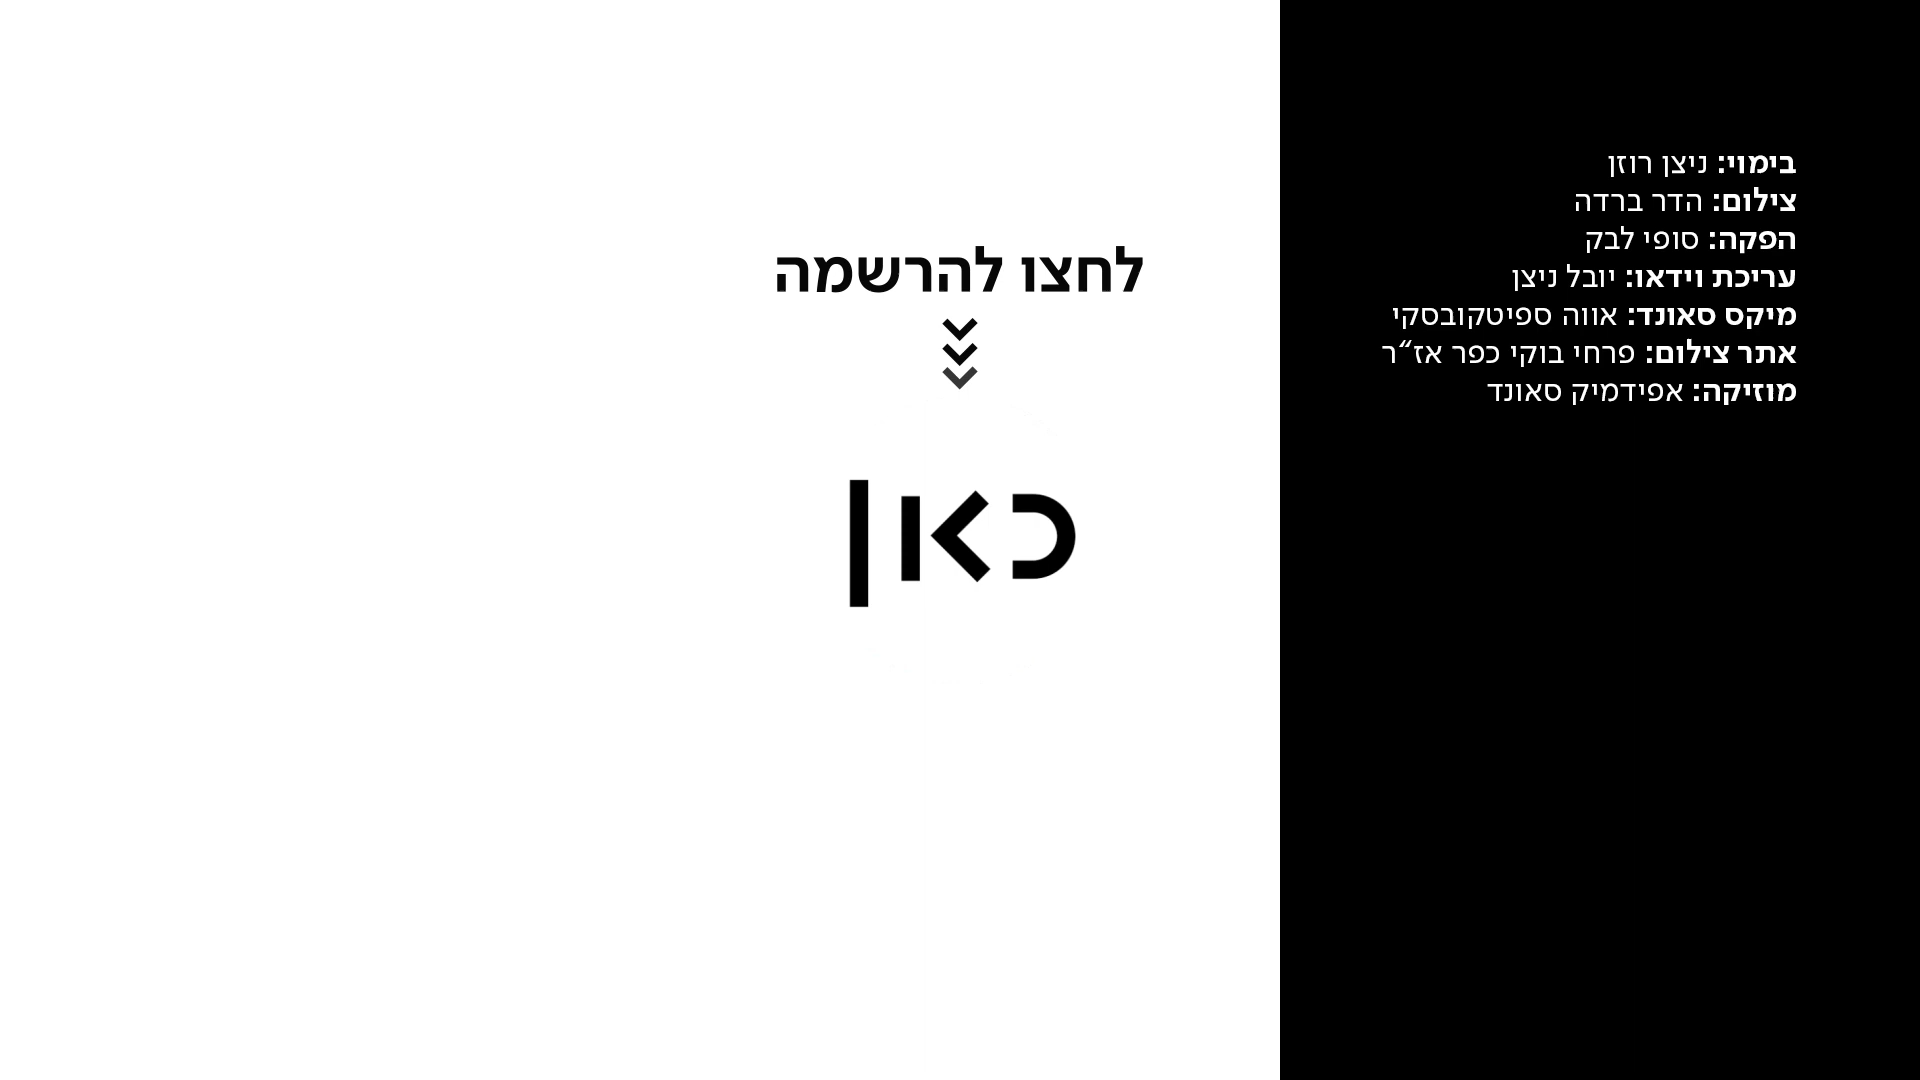 בימוי: ניצן רוזן
צילום: הדר ברדה
הפקה: סופי לבק
עריכת וידאו: יובל ניצן
מיקס סאונד: אווה ספיטקובסקי
אתר צילום: פרחי בוקי כפר אז״ר
מוזיקה: אפידמיק סאונד
לחצו להרשמה
כאן